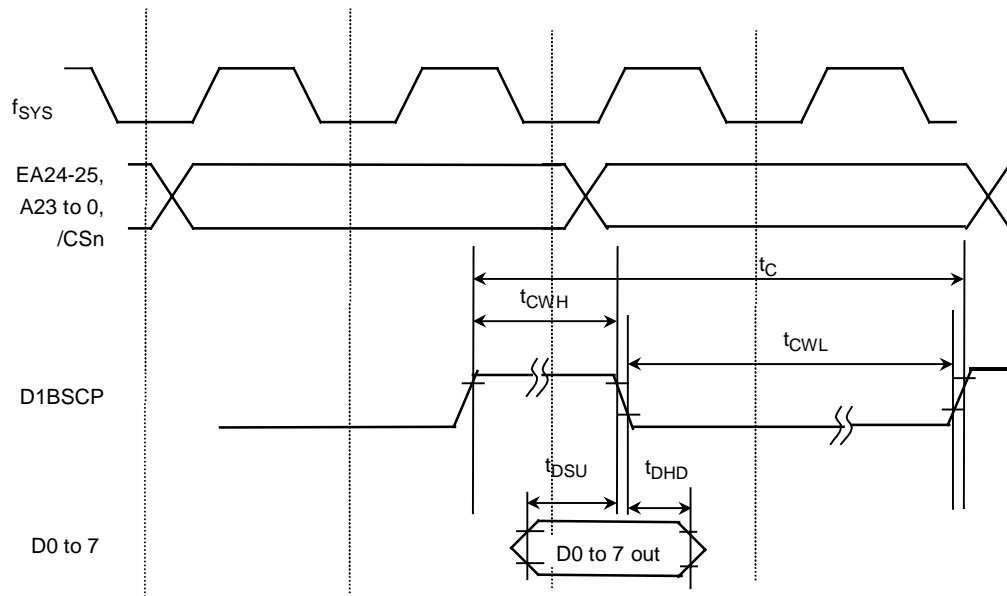 fSYS
EA24-25,
A23 to 0,
/CSn
tC
tCWH
tCWL
D1BSCP
tDSU
tDHD
D0 to 7
D0 to 7 out